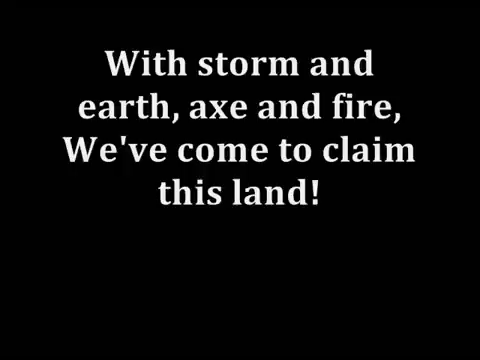 With storm and
earth, axe and fire,
We've come to claim
this land!